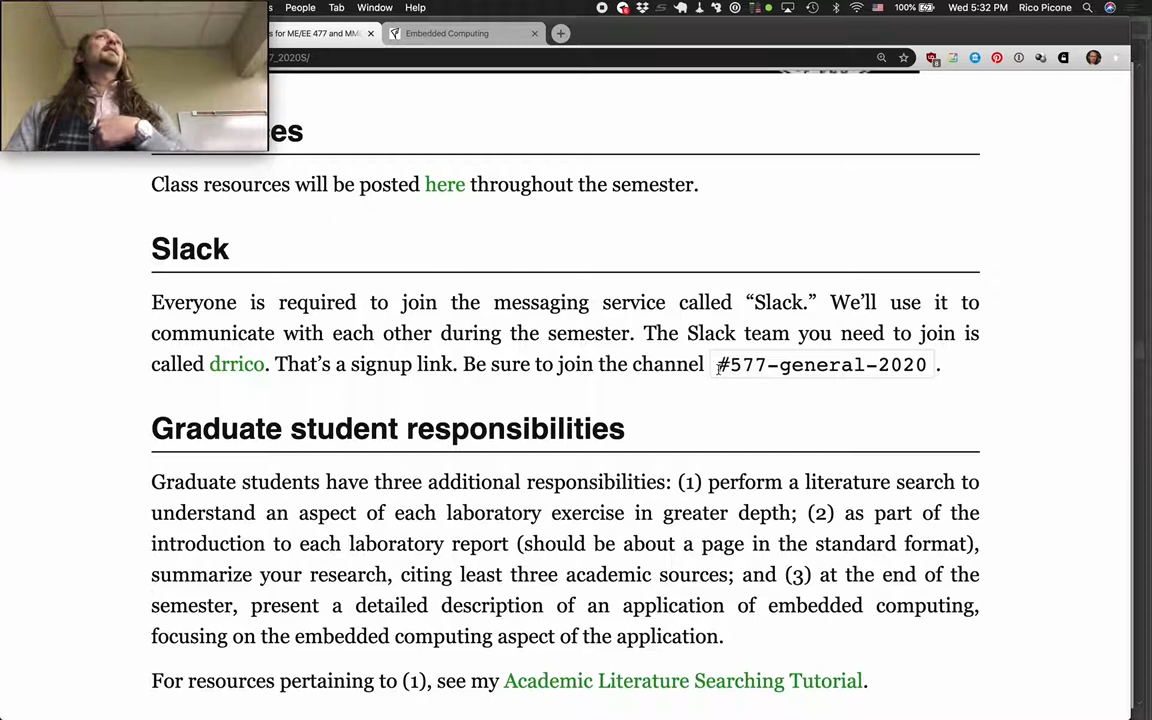 People Tab Window Help 100% Wed 5:32 PM Rico Picone
s for ME/EE 477 and MM
Embedded Computing
7_2020S/
es
Class resources will be posted here throughout the semester.
Slack
Everyone is required to join the messaging service called “Slack.” We’ll use it to
communicate with each other during the semester. The Slack team you need to join is
called drrico. That’s a signup link. Be sure to join the channel #577-general-2020 .
Graduate student responsibilities
Graduate students have three additional responsibilities: (1) perform a literature search to
understand an aspect of each laboratory exercise in greater depth; (2) as part of the
introduction to each laboratory report (should be about a page in the standard format),
summarize your research, citing least three academic sources; and (3) at the end of the
semester, present a detailed description of an application of embedded computing,
focusing on the embedded computing aspect of the application.
For resources pertaining to (1), see my Academic Literature Searching Tutorial.